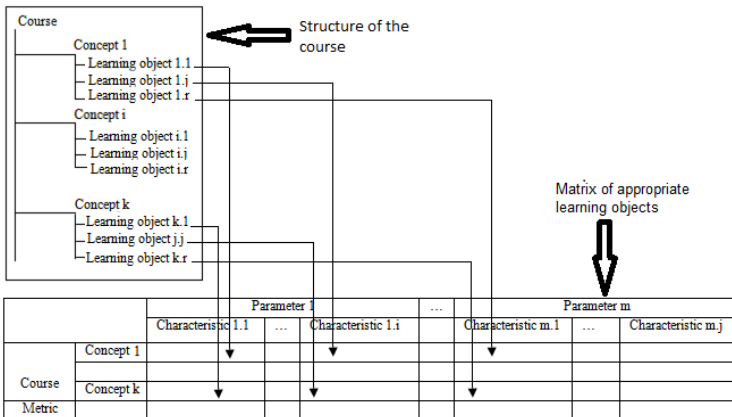 Course
Structure of the
course
Concept 1
Learning object 1.1
Learning object 1.j
Learning object 1.r
Concept i
Learning object i.1
Learning object i.j
Learning object i.r
Matrix of appropriate
learning objects
Concept k
Learning object k.1
Learning object j.j
Learning object k.r
Parameter 1 ... Parameter m
Characteristic 1.1 ... Characteristic 1.i Characteristic m.1 ... Characteristic m.j
Concept 1
Course
Concept k
Metric